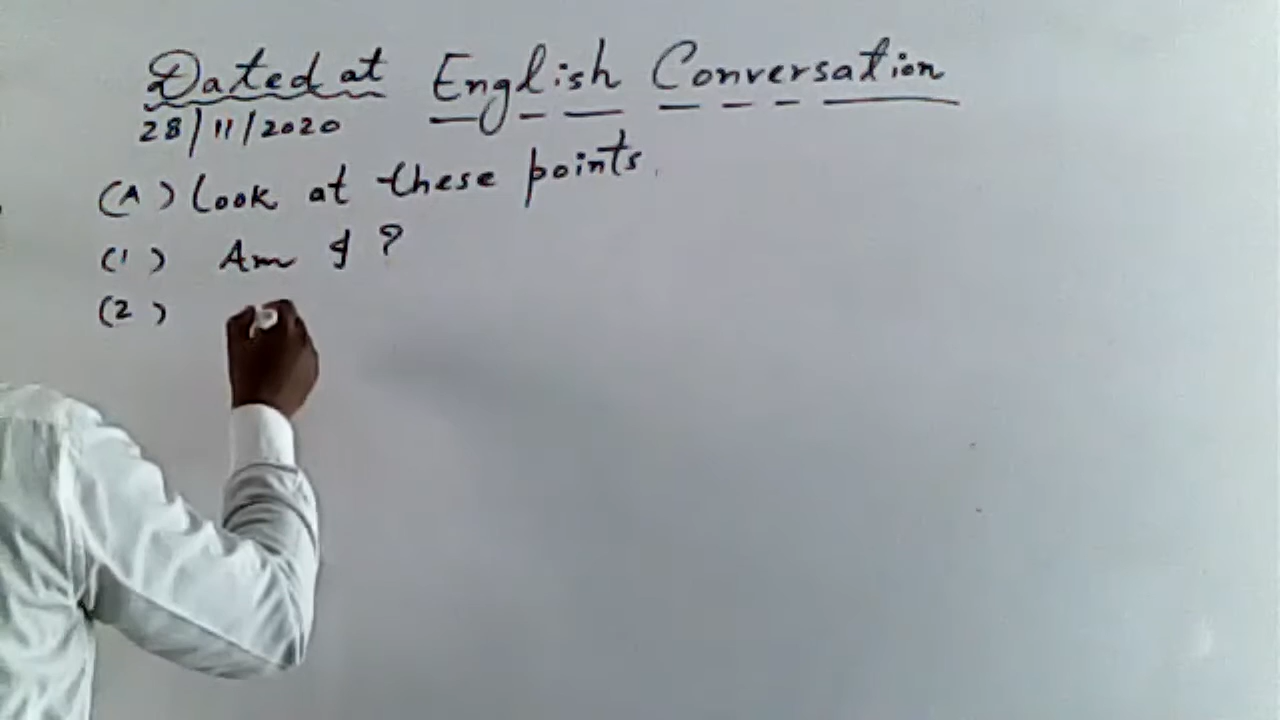 Dated at English Conversation
28/11/2020
(A) Look at these points.
(1) Am I ?
(2)